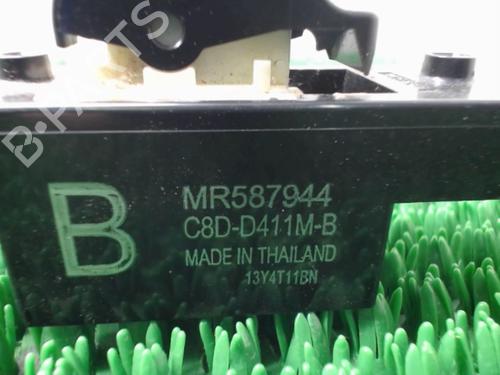 B-PARTS
B
MR587944
C8D-D411M-B
MADE IN THAILAND
13Y4T11BN